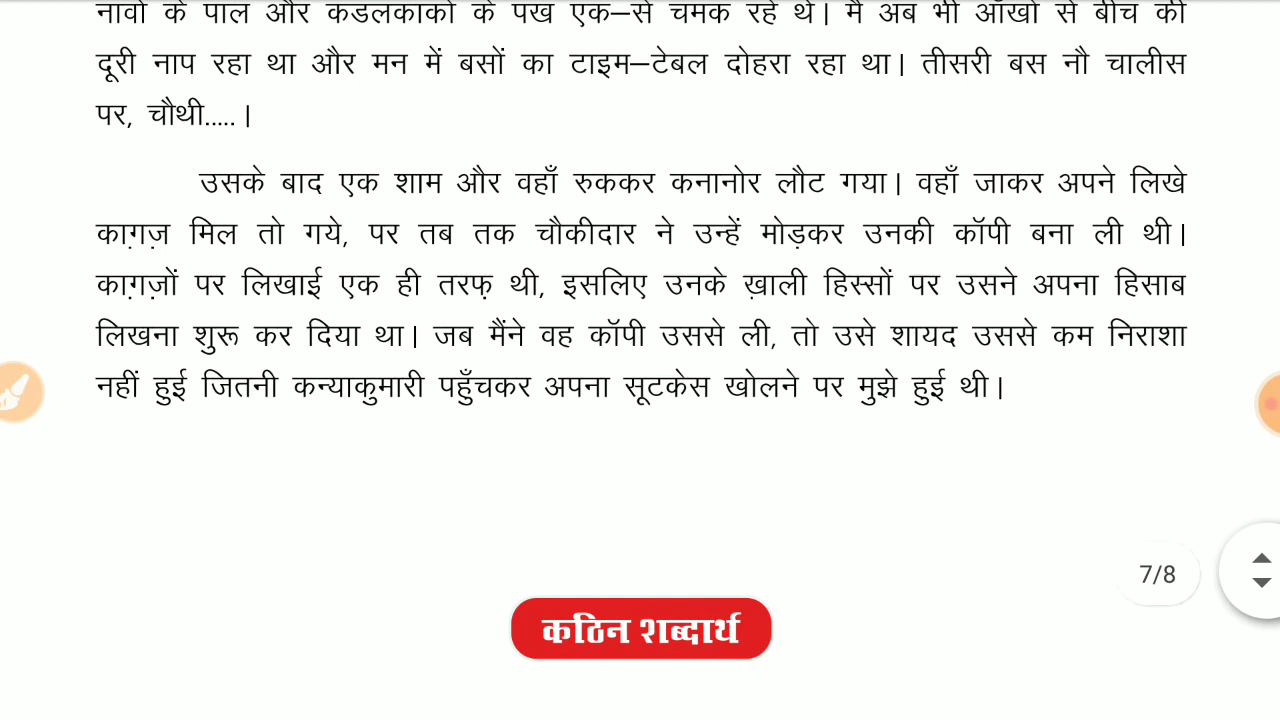 नावों के पाल और कडलकाकों के पंख एक–से चमक रहे थे। मैं अब भी आँखों से बीच की
दूरी नाप रहा था और मन में बसों का टाइम–टेबल दोहरा रहा था। तीसरी बस नौ चालीस
पर, चौथी.....।
उसके बाद एक शाम और वहाँ रुककर कनानोर लौट गया। वहाँ जाकर अपने लिखे
काग़ज़ मिल तो गये, पर तब तक चौकीदार ने उन्हें मोड़कर उनकी कॉपी बना ली थी।
काग़ज़ों पर लिखाई एक ही तरफ़ थी, इसलिए उनके ख़ाली हिस्सों पर उसने अपना हिसाब
लिखना शुरू कर दिया था। जब मैंने वह कॉपी उससे ली, तो उसे शायद उससे कम निराशा
नहीं हुई जितनी कन्याकुमारी पहुँचकर अपना सूटकेस खोलने पर मुझे हुई थी।
7/8
कठिन शब्दार्थ